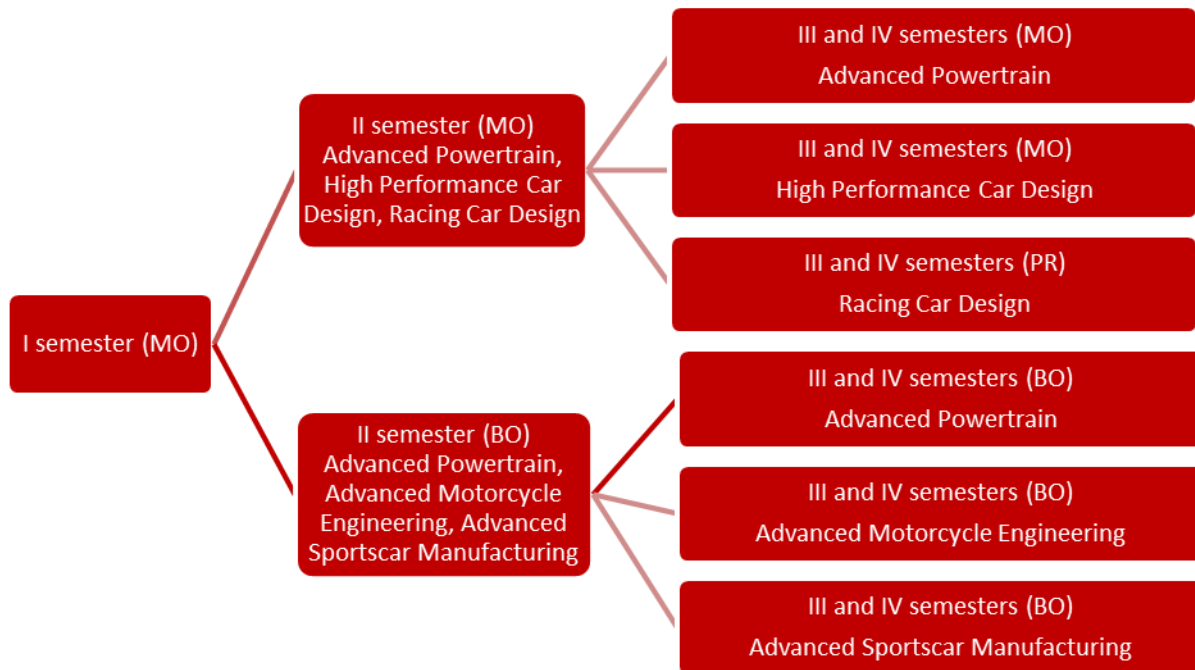 I semester (MO)
II semester (MO)
Advanced Powertrain,
High Performance Car
Design, Racing Car Design
II semester (BO)
Advanced Powertrain,
Advanced Motorcycle
Engineering, Advanced
Sportscar Manufacturing
III and IV semesters (MO)
Advanced Powertrain
III and IV semesters (MO)
High Performance Car Design
III and IV semesters (PR)
Racing Car Design
III and IV semesters (BO)
Advanced Powertrain
III and IV semesters (BO)
Advanced Motorcycle Engineering
III and IV semesters (BO)
Advanced Sportscar Manufacturing